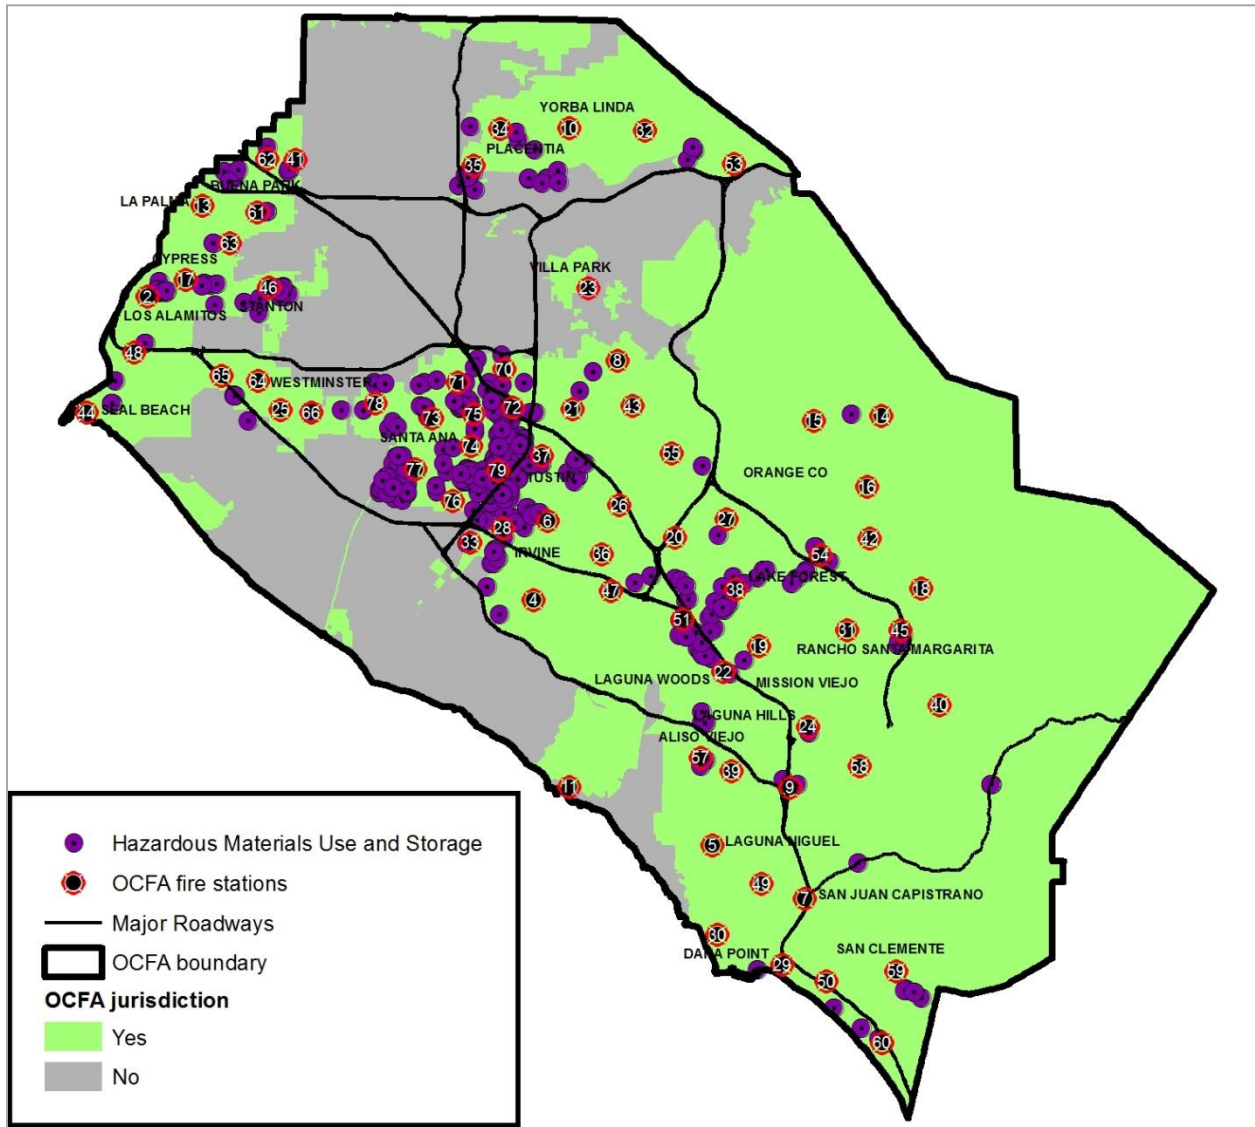 YORBA LINDA
34
10
32
PLACENTIA
62
41
35
53
BUENA PARK
LA PALMA
13
61
63
CYPRESS
17
VILLA PARK
2
46
23
STANTON
LOS ALAMITOS
48
8
70
65
64
WESTMINSTER
71
78
44
SEAL BEACH
25
66
73
75
72
21
43
15
14
SANTA ANA
74
37
55
77
79
TUSTIN
ORANGE CO
16
76
26
28
6
27
33
20
42
IRVINE
36
54
LAKE FOREST
4
47
38
18
51
31
45
19
RANCHO SANTA MARGARITA
LAGUNA WOODS
22
MISSION VIEJO
40
LAGUNA HILLS
24
ALISO VIEJO
57
39
58
11
9
5
LAGUNA NIGUEL
49
7
SAN JUAN CAPISTRANO
30
DANA POINT
SAN CLEMENTE
29
59
50
60
Hazardous Materials Use and Storage
OCFA fire stations
Major Roadways
OCFA boundary
OCFA jurisdiction
Yes
No